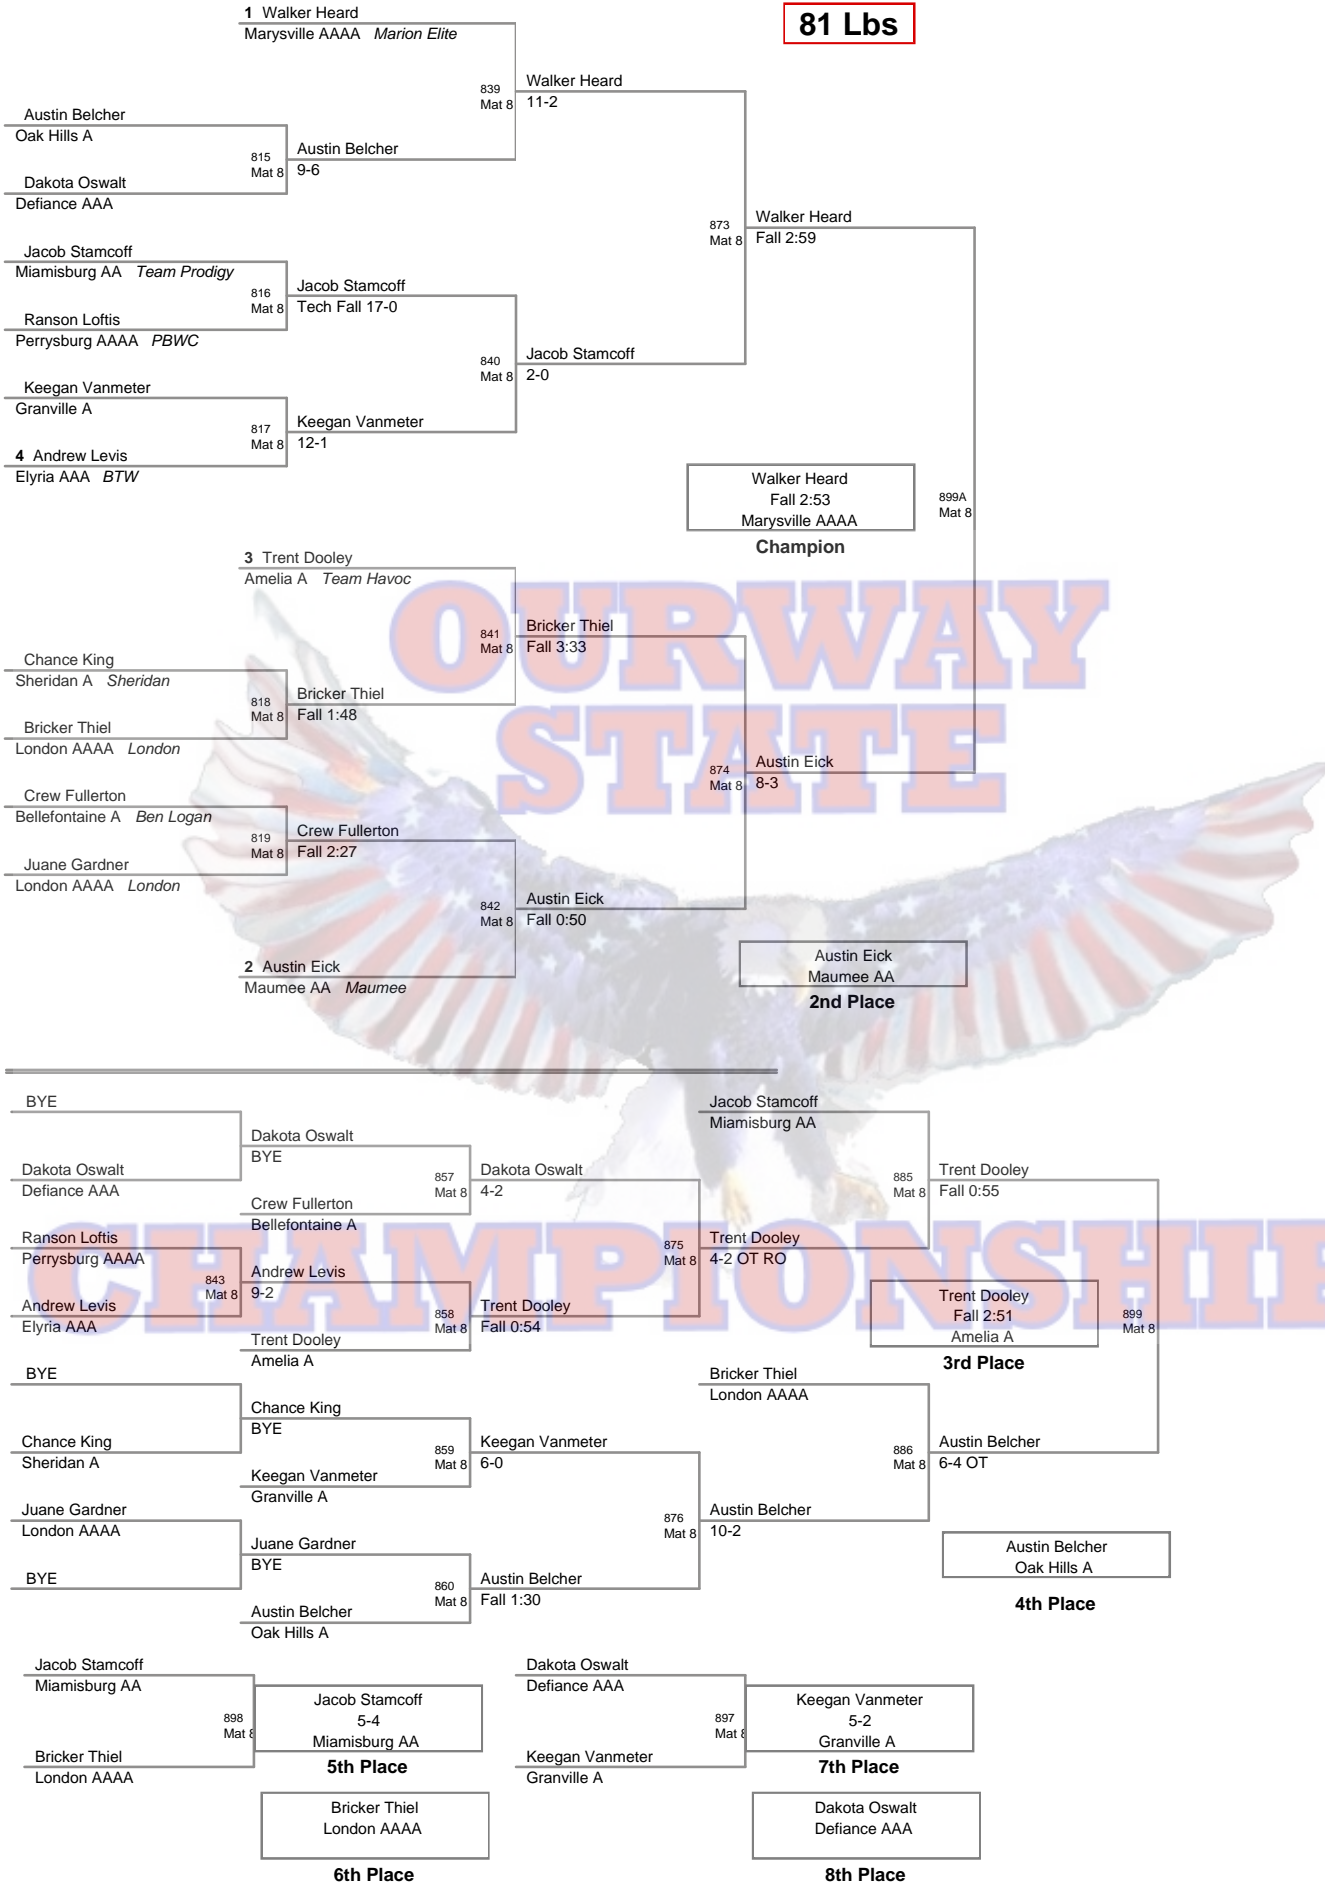 81 Lbs
1 Walker Heard
Marysville AAAA Marion Elite
839
Mat 8
Walker Heard
11-2
Austin Belcher
Oak Hills A
815
Mat 8
Austin Belcher
9-6
Dakota Oswalt
Defiance AAA
873
Mat 8
Walker Heard
Fall 2:59
Jacob Stamcoff
Miamisburg AA Team Prodigy
816
Mat 8
Jacob Stamcoff
Tech Fall 17-0
Ranson Loftis
Perrysburg AAAA PBWC
840
Mat 8
Jacob Stamcoff
2-0
Keegan Vanmeter
Granville A
817
Mat 8
Keegan Vanmeter
12-1
4 Andrew Levis
Elyria AAA BTW
Walker Heard
Fall 2:53
Marysville AAAA
Champion
899A
Mat 8
3 Trent Dooley
Amelia A Team Havoc
OURWAY
STATE
841
Mat 8
Bricker Thiel
Fall 3:33
Chance King
Sheridan A Sheridan
818
Mat 8
Bricker Thiel
Fall 1:48
Bricker Thiel
London AAAA London
874
Mat 8
Austin Eick
8-3
Crew Fullerton
Bellefontaine A Ben Logan
819
Mat 8
Crew Fullerton
Fall 2:27
Juane Gardner
London AAAA London
842
Mat 8
Austin Eick
Fall 0:50
2 Austin Eick
Maumee AA Maumee
Austin Eick
Maumee AA
2nd Place
BYE
Dakota Oswalt
BYE
Dakota Oswalt
Defiance AAA
857
Mat 8
Dakota Oswalt
4-2
Crew Fullerton
Bellefontaine A
Jacob Stamcoff
Miamisburg AA
885
Mat 8
Trent Dooley
Fall 0:55
CHAMPIONSHIP
Ranson Loftis
Perrysburg AAAA
843
Mat 8
Andrew Levis
9-2
Andrew Levis
Elyria AAA
858
Mat 8
Trent Dooley
Fall 0:54
Trent Dooley
Amelia A
875
Mat 8
Trent Dooley
4-2 OT RO
Trent Dooley
Fall 2:51
Amelia A
3rd Place
899
Mat 8
BYE
Chance King
BYE
Chance King
Sheridan A
859
Mat 8
Keegan Vanmeter
6-0
Keegan Vanmeter
Granville A
Bricker Thiel
London AAAA
886
Mat 8
Austin Belcher
6-4 OT
Juane Gardner
London AAAA
Juane Gardner
BYE
BYE
860
Mat 8
Austin Belcher
Fall 1:30
Austin Belcher
Oak Hills A
876
Mat 8
Austin Belcher
10-2
Austin Belcher
Oak Hills A
4th Place
Jacob Stamcoff
Miamisburg AA
898
Mat 8
Jacob Stamcoff
5-4
Miamisburg AA
5th Place
Bricker Thiel
London AAAA
Bricker Thiel
London AAAA
6th Place
Dakota Oswalt
Defiance AAA
897
Mat 8
Keegan Vanmeter
5-2
Granville A
7th Place
Keegan Vanmeter
Granville A
Dakota Oswalt
Defiance AAA
8th Place